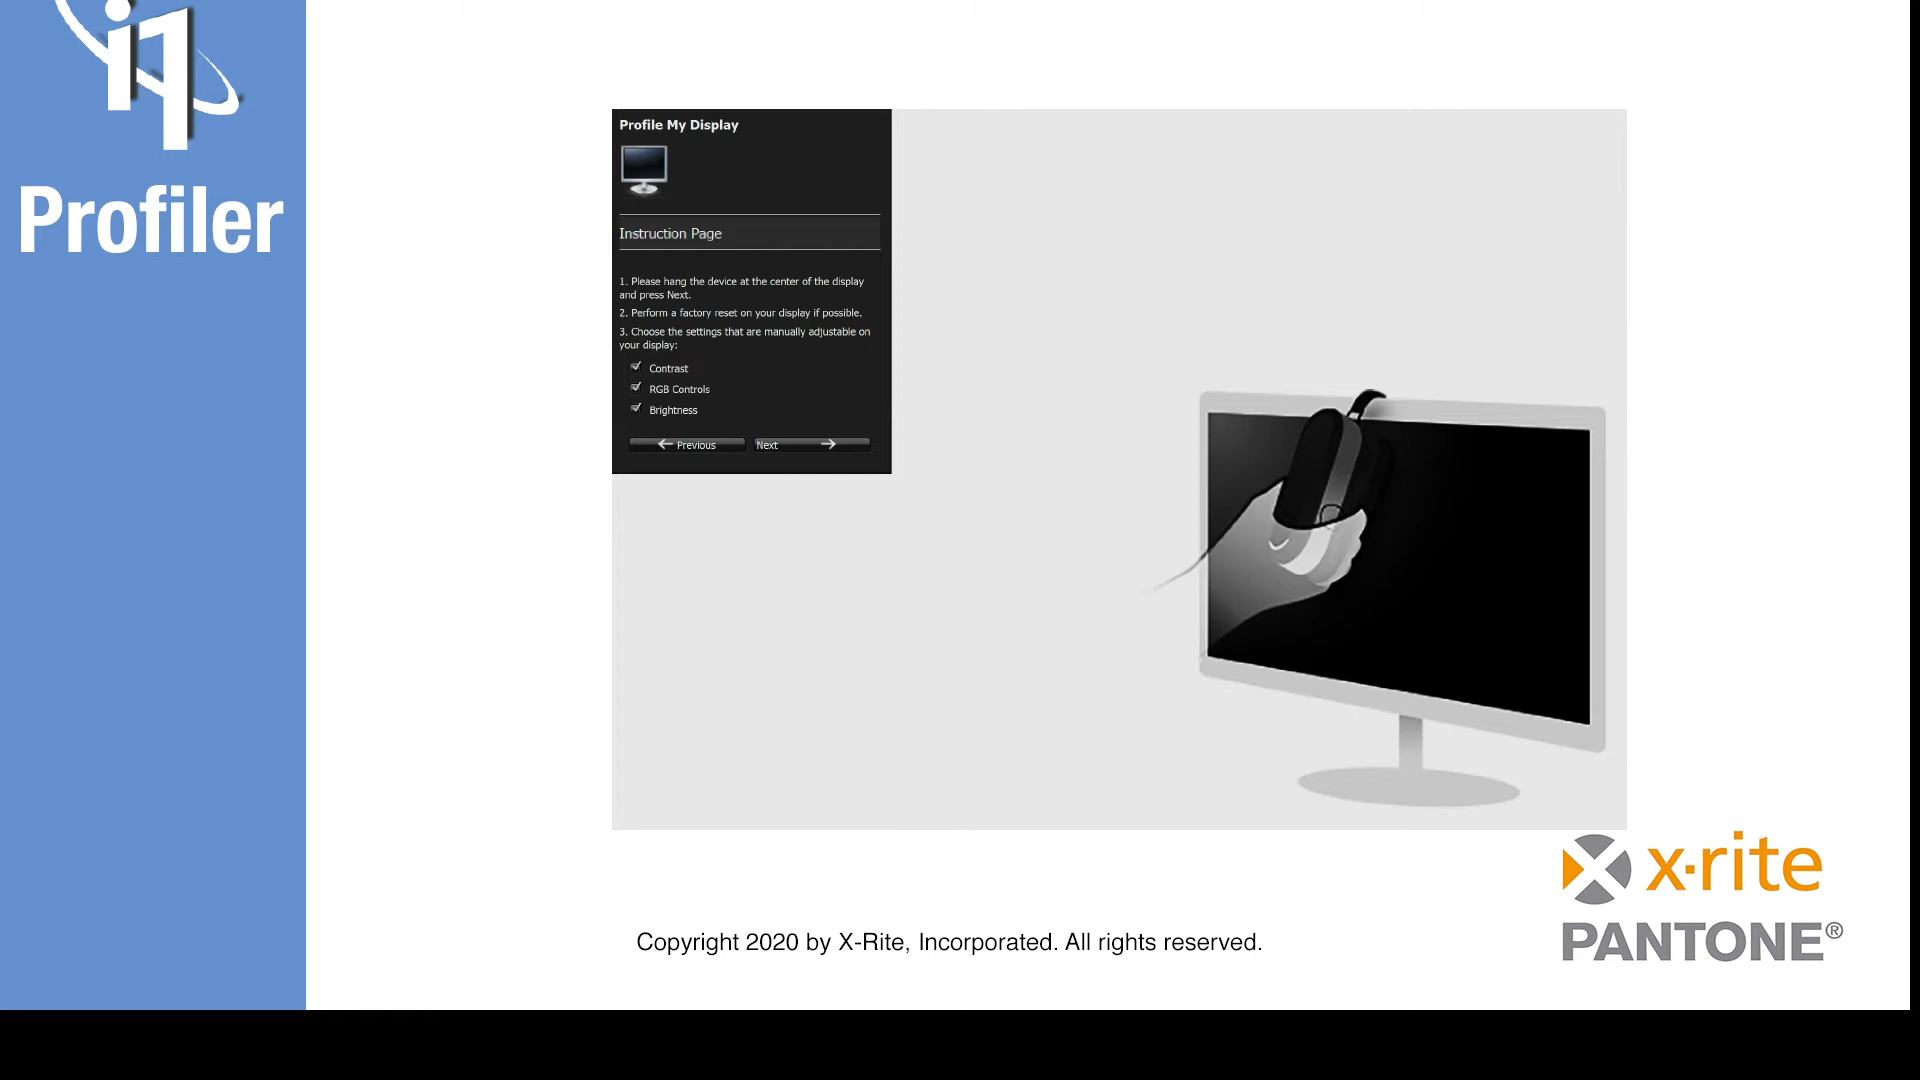 i1
Profiler
Profile My Display
Instruction Page
1. Please hang the device at the center of the display
and press Next.
2. Perform a factory reset on your display if possible.
3. Choose the settings that are manually adjustable on
your display:
Contrast
RGB Controls
Brightness
Previous Next
x·rite
PANTONE®
Copyright 2020 by X-Rite, Incorporated. All rights reserved.